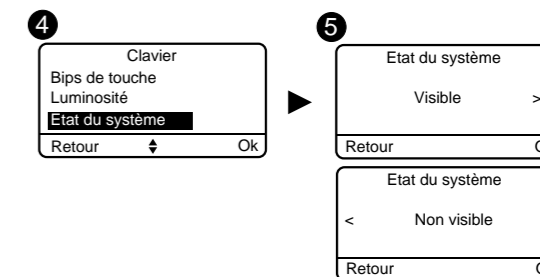 4
Clavier
Bips de touche
Luminosité
Etat du système
Retour Ok
5
Etat du système
Visible >
Retour
Etat du système
< Non visible
Retour